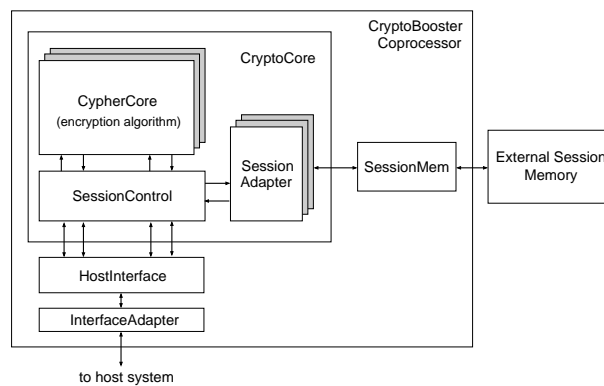 CryptoBooster
Coprocessor
CryptoCore
CypherCore
(encryption algorithm)
Session
Adapter
SessionMem
External Session
Memory
SessionControl
HostInterface
InterfaceAdapter
to host system